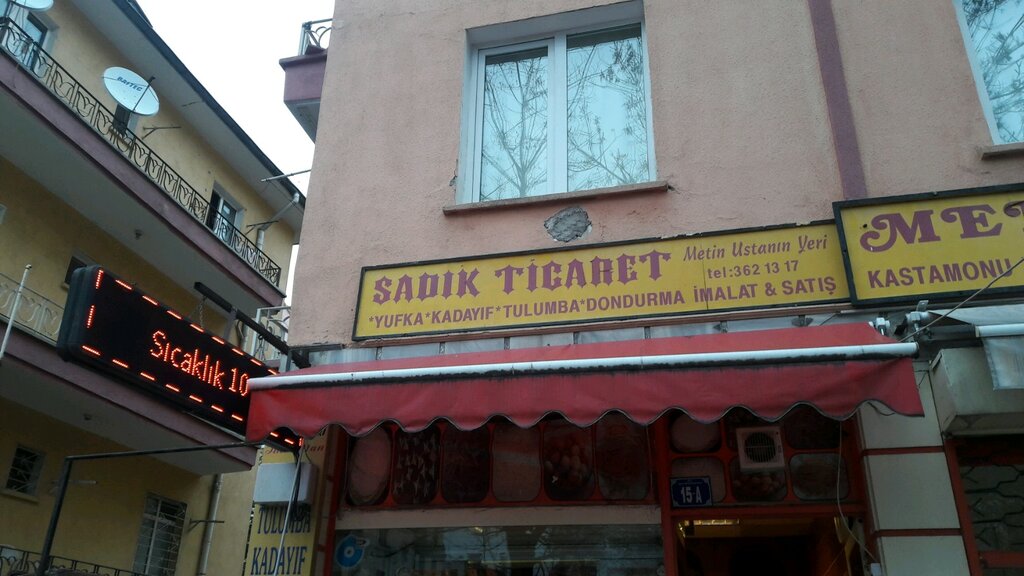 SADIK TİCARET
Metin Ustanın Yeri
tel:362 13 17
*YUFKA*KADAYIF*TULUMBA*DONDURMA İMALAT & SATIŞ
KASTAMONU
Sıcaklık 10
15-A
TULUMBA
KADAYIF